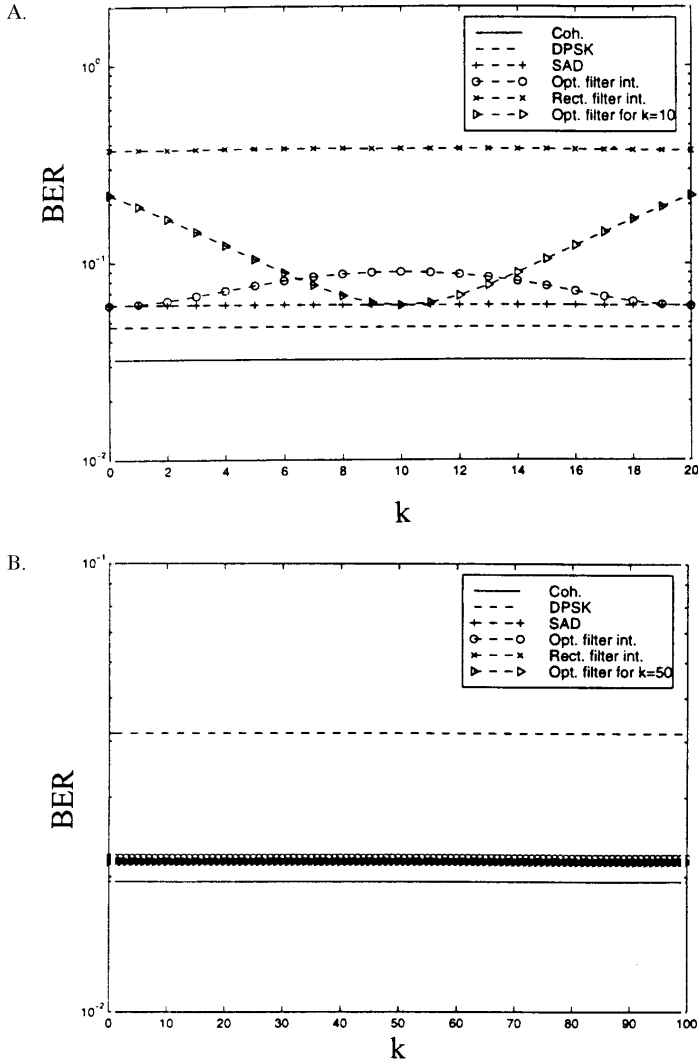 A.
Coh.
DPSK
SAD
Opt. filter int.
Rect. filter int.
Opt. filter for k=10
10^0
10^-1
10^-2
BER
0 2 4 6 8 10 12 14 16 18 20
k
B.
Coh.
DPSK
SAD
Opt. filter int.
Rect. filter int.
Opt. filter for k=50
10^-1
10^-2
BER
0 10 20 30 40 50 60 70 80 90 100
k